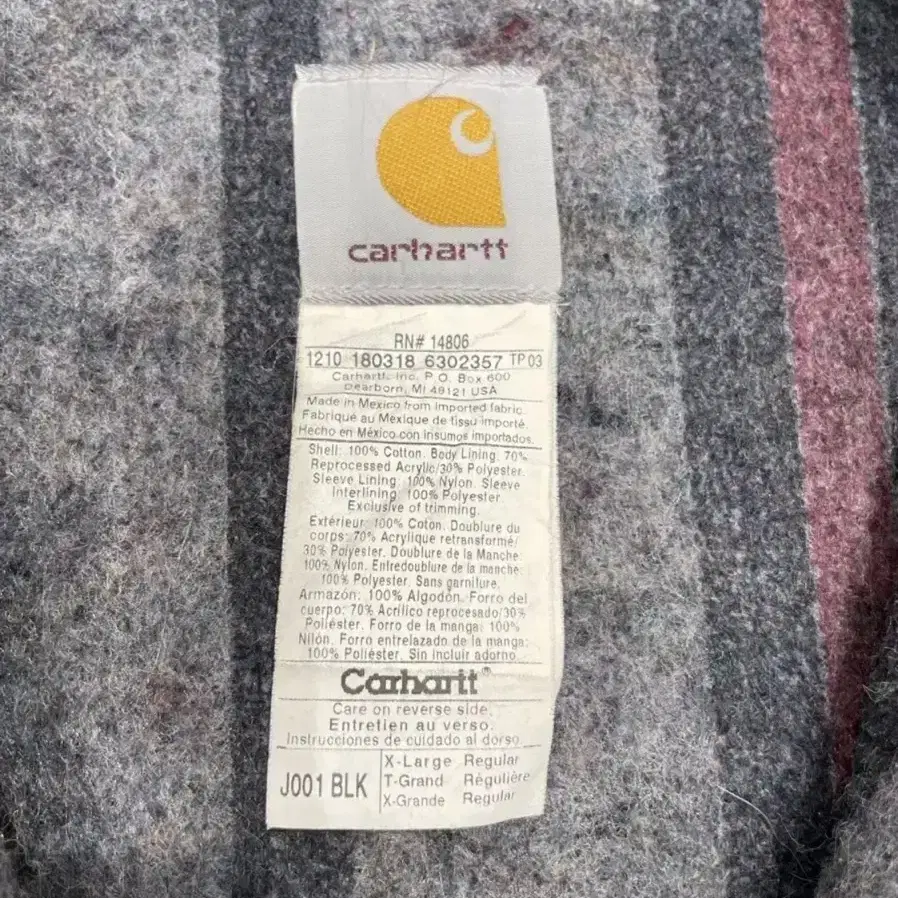 carhartt
RN# 14806
1210 180318 6302357 TP 03
Carhartt, Inc. P.O. Box 600
Dearborn, MI 48121 USA
Made in Mexico from imported fabric.
Fabriqué au Mexique de tissu importé.
Hecho en México con insumos importados.
Shell: 100% Cotton. Body Lining: 70%
Reprocessed Acrylic/30% Polyester.
Sleeve Lining: 100% Nylon. Sleeve
Interlining: 100% Polyester
Exclusive of trimming.
Extérieur: 100% Coton. Doublure du
corps: 70% Acrylique retransformé/
30% Polyester. Doublure de la Manche:
100% Nylon. Entredoublure de la manche:
100% Polyester. Sans garniture.
Armazón: 100% Algodón. Forro del
cuerpo: 70% Acrílico reprocesado/30%
Poliéster. Forro de la manga: 100%
Nilón. Forro entrelazado de la manga:
100% Poliéster. Sin incluir adorno.
Carhartt®
Care on reverse side.
Entretien au verso.
Instrucciones de cuidado al dorso.
J001 BLK
X-Large Regular
T-Grand Régulière
X-Grande Regular